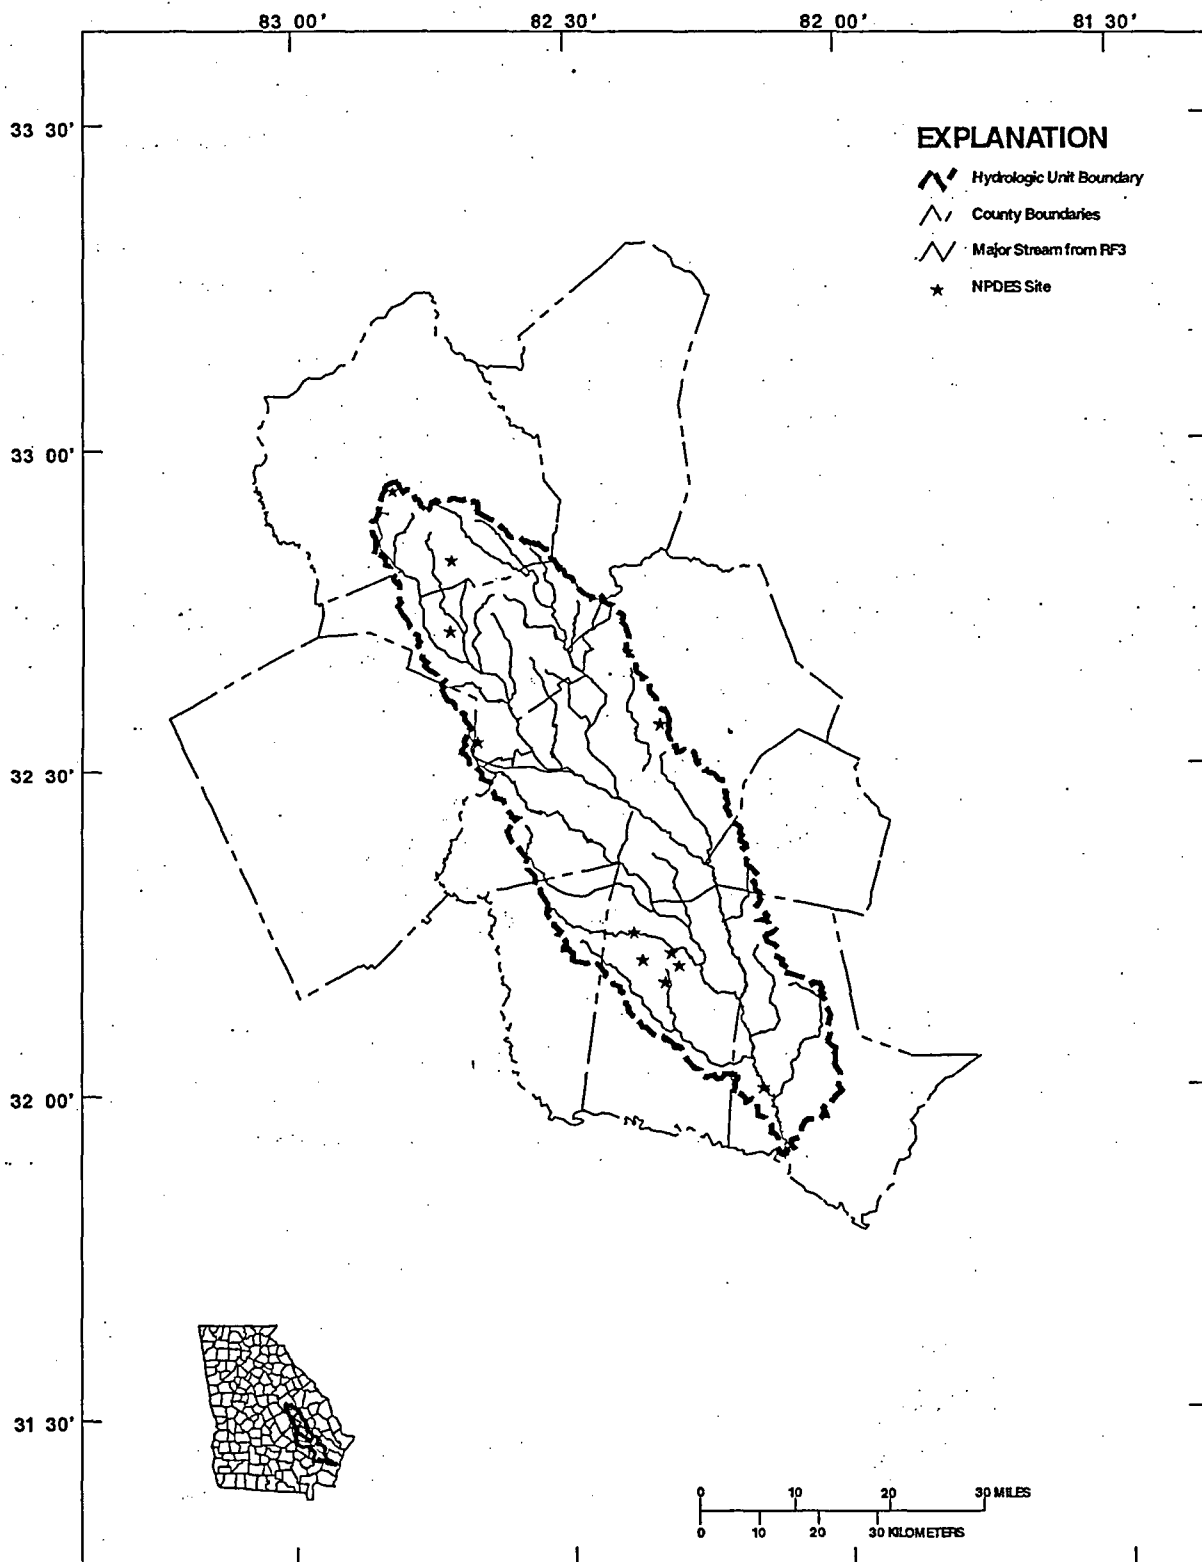 83 00' 82 30' 82 00' 81 30'
33 30'
EXPLANATION
Hydrologic Unit Boundary
County Boundaries
Major Stream from RF3
NPDES Site
33 00'
32 30'
32 00'
31 30'
0 10 20 30 MILES
0 10 20 30 KILOMETERS